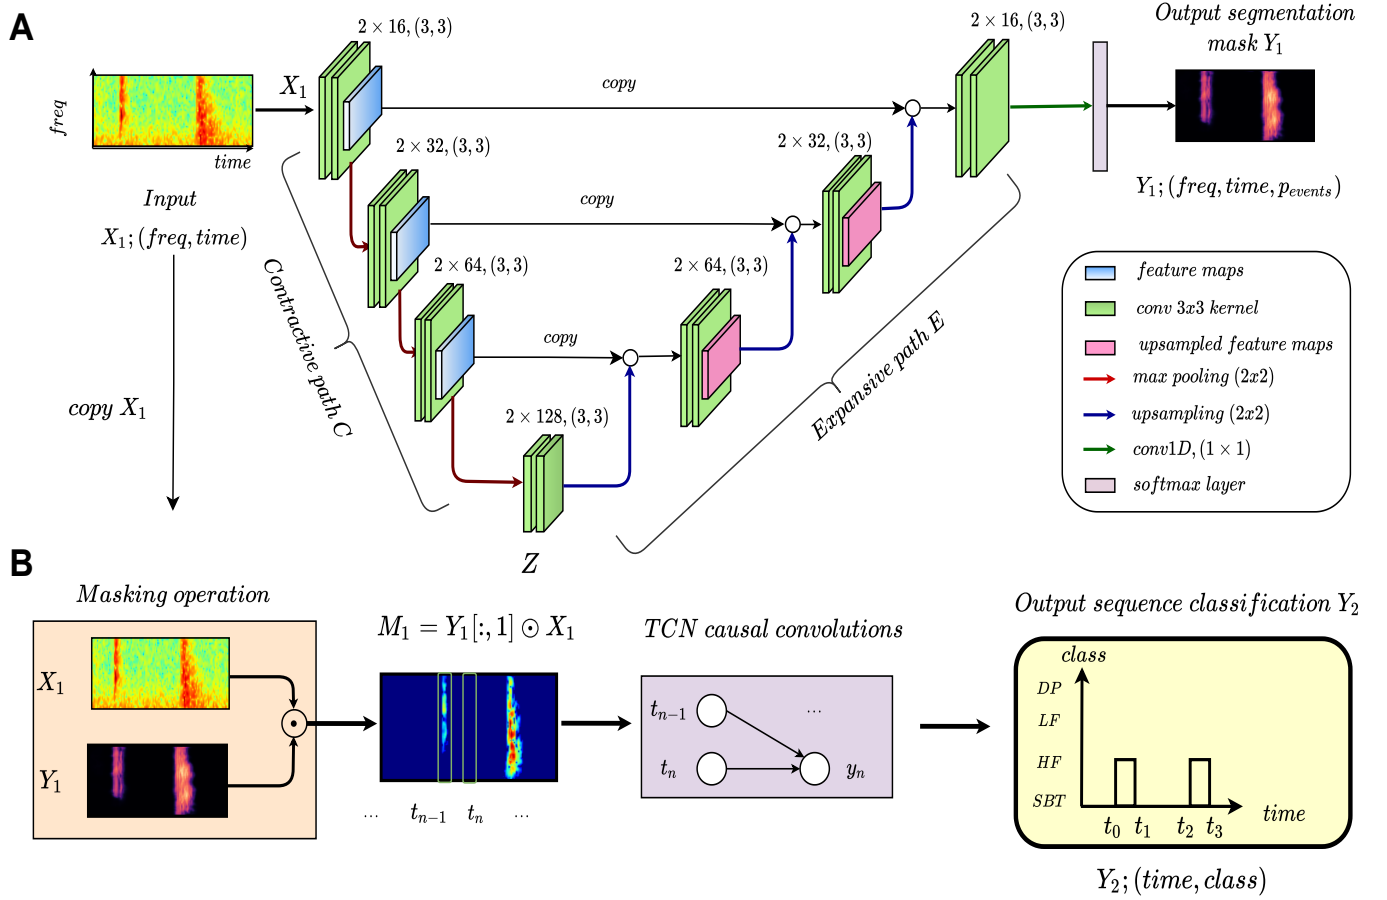 A
2 × 16, (3, 3)
2 × 16, (3, 3)
Output segmentation
mask Y₁
freq
time
X₁
copy
Input
X₁; (freq, time)
2 × 32, (3, 3)
copy
2 × 32, (3, 3)
Y₁; (freq, time, p_events)
2 × 64, (3, 3)
copy
2 × 64, (3, 3)
Contractive path C
Expansive path E
copy X₁
2 × 128, (3, 3)
Z
feature maps
conv 3x3 kernel
upsampled feature maps
max pooling (2x2)
upsampling (2x2)
conv1D, (1 × 1)
softmax layer
B
Masking operation
X₁
Y₁
M₁ = Y₁[:, 1] ⊙ X₁
... tₙ₋₁ tₙ ...
TCN causal convolutions
tₙ₋₁ ...
tₙ yₙ
Output sequence classification Y₂
class
DP
LF
HF
SBT
time
t₀ t₁ t₂ t₃
Y₂; (time, class)